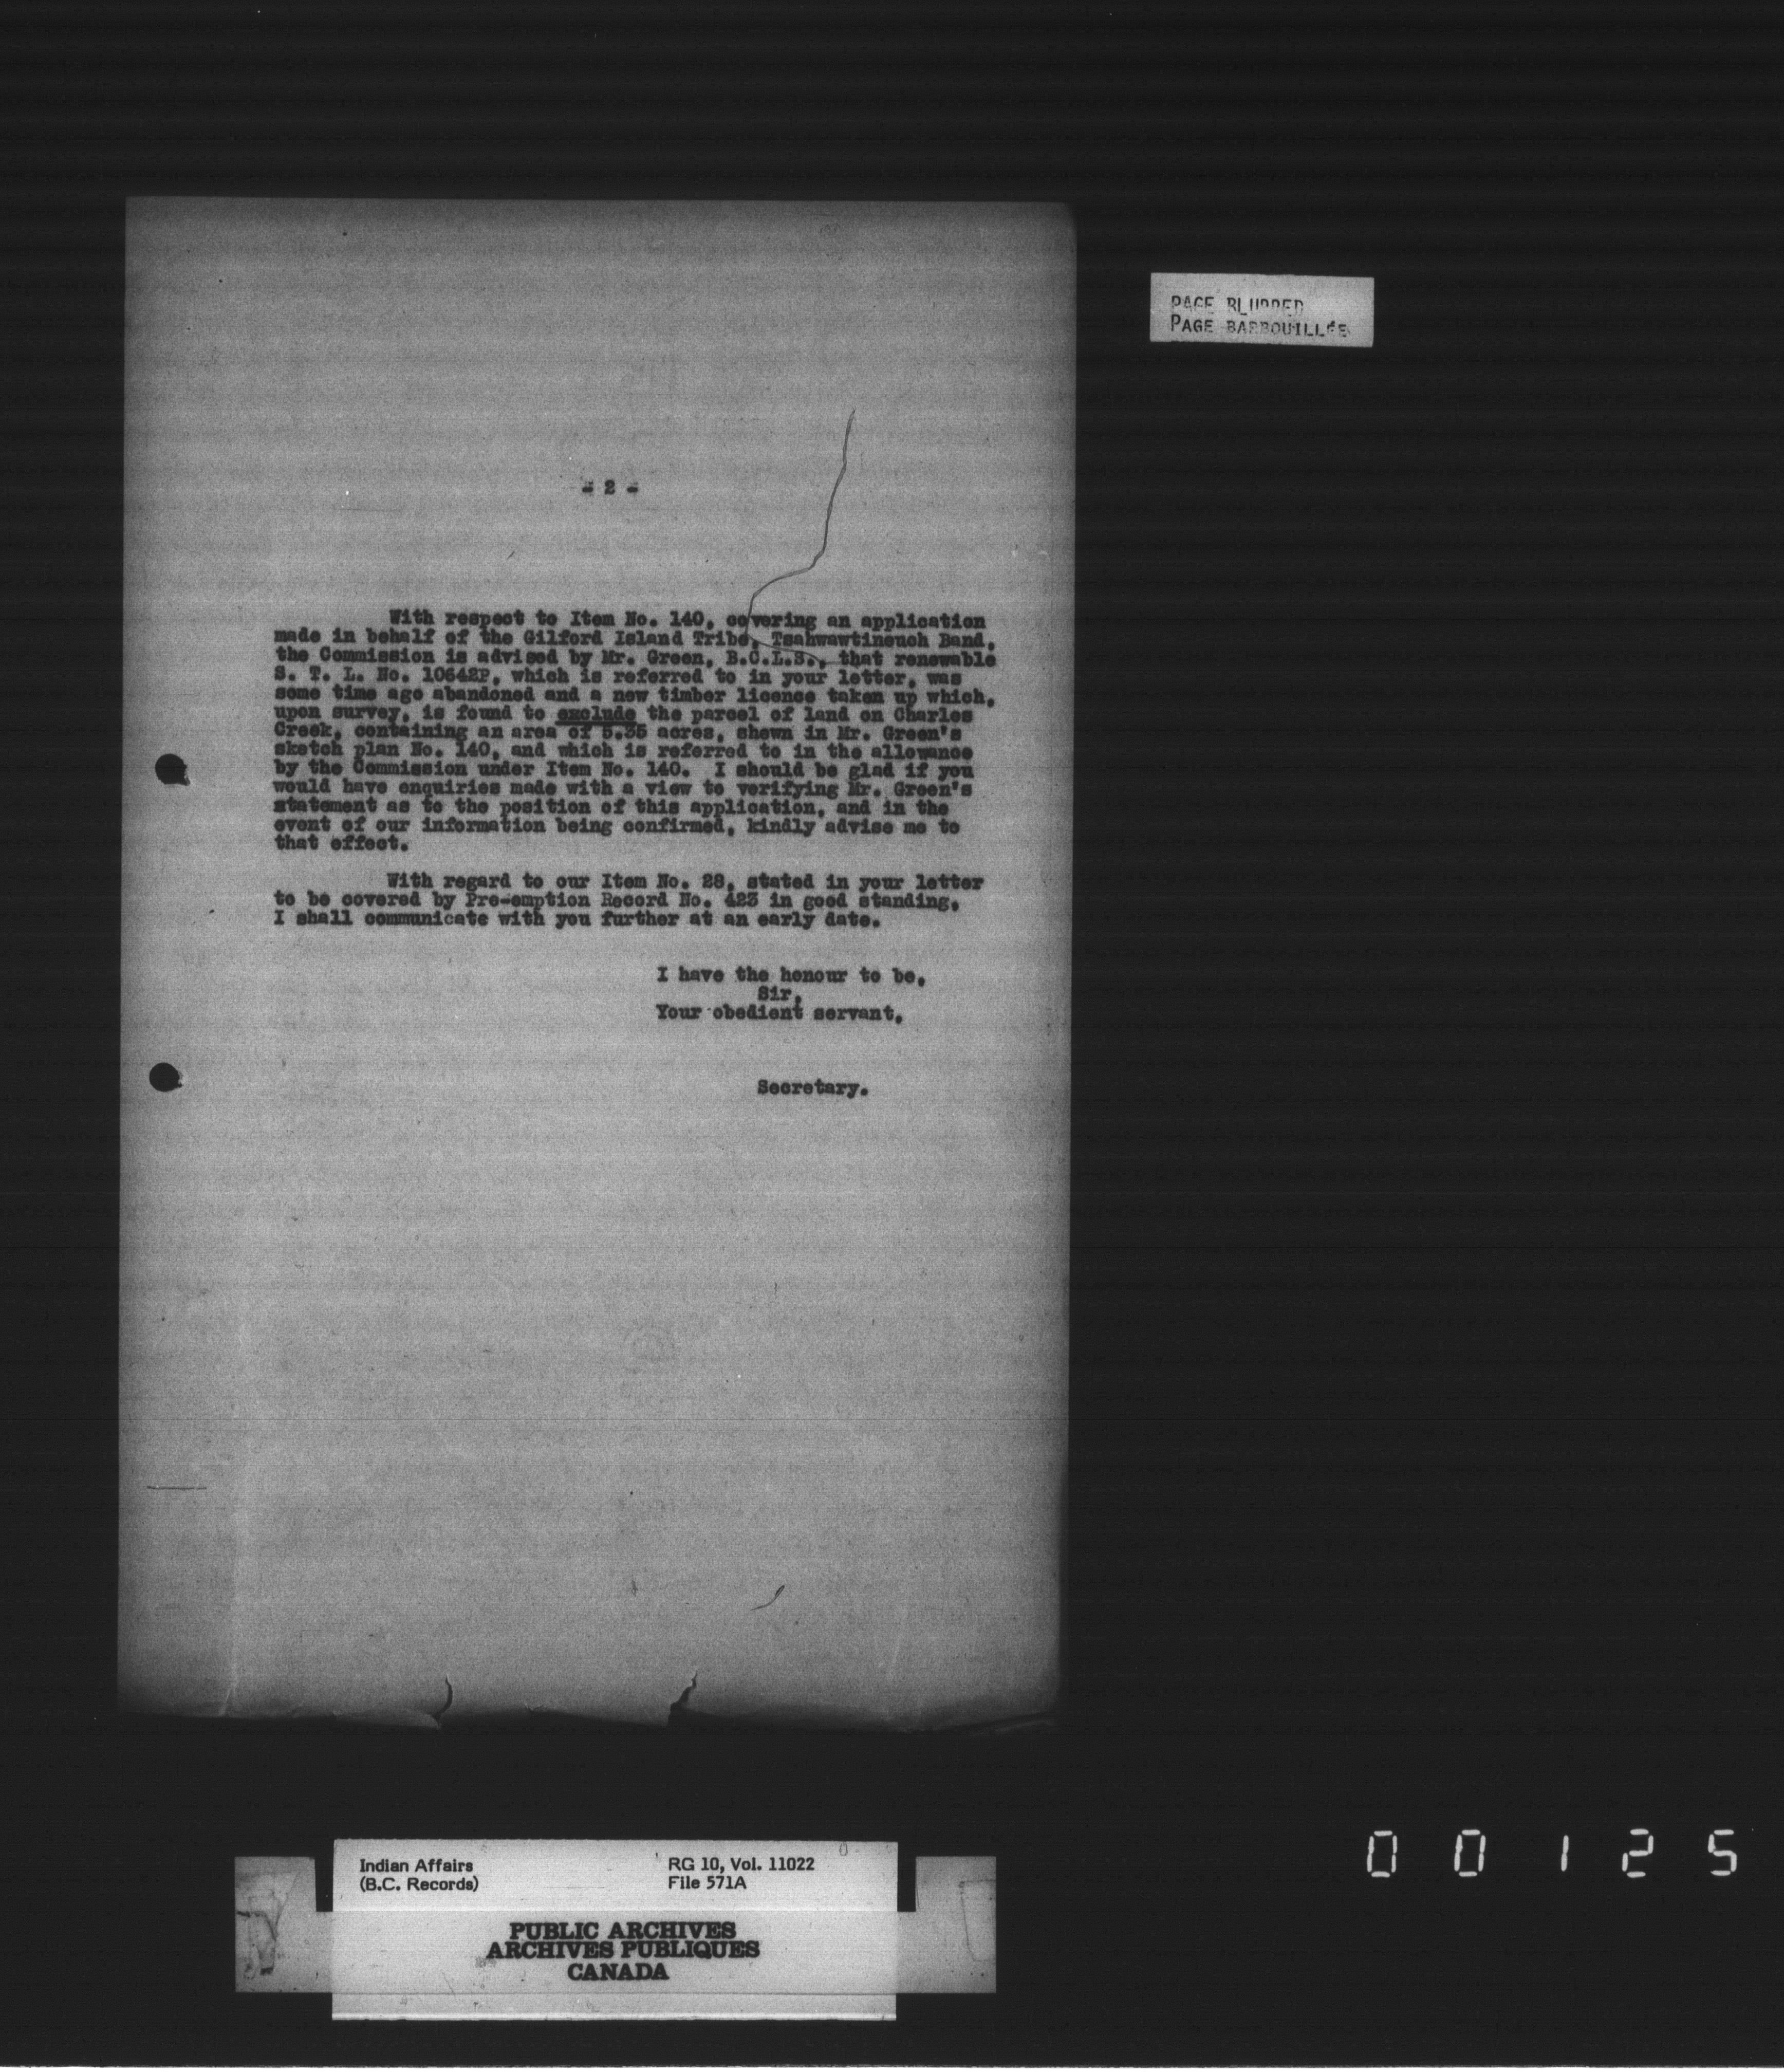 PAGE BLURRED
PAGE BARBOUILLÉE
- 2 -
With respect to Item No. 140, covering an application
made in behalf of the Gilford Island Tribe, Tsahwawtineuch Band,
the Commission is advised by Mr. Green, B.C.L.S., that renewable
S. T. L. No. 10642P, which is referred to in your letter, was
some time ago abandoned and a new timber licence taken up which,
upon survey, is found to exclude the parcel of land on Charles
Creek, containing an area of 5.35 acres, shewn in Mr. Green's
sketch plan No. 140, and which is referred to in the allowance
by the Commission under Item No. 140. I should be glad if you
would have enquiries made with a view to verifying Mr. Green's
statement as to the position of this application, and in the
event of our information being confirmed, kindly advise me to
that effect.
With regard to our Item No. 28, stated in your letter
to be covered by Pre-emption Record No. 423 in good standing,
I shall communicate with you further at an early date.
I have the honour to be,
Sir,
Your obedient servant,
Secretary.
Indian Affairs RG 10, Vol. 11022
(B.C. Records) File 571A
PUBLIC ARCHIVES
ARCHIVES PUBLIQUES
CANADA
00125